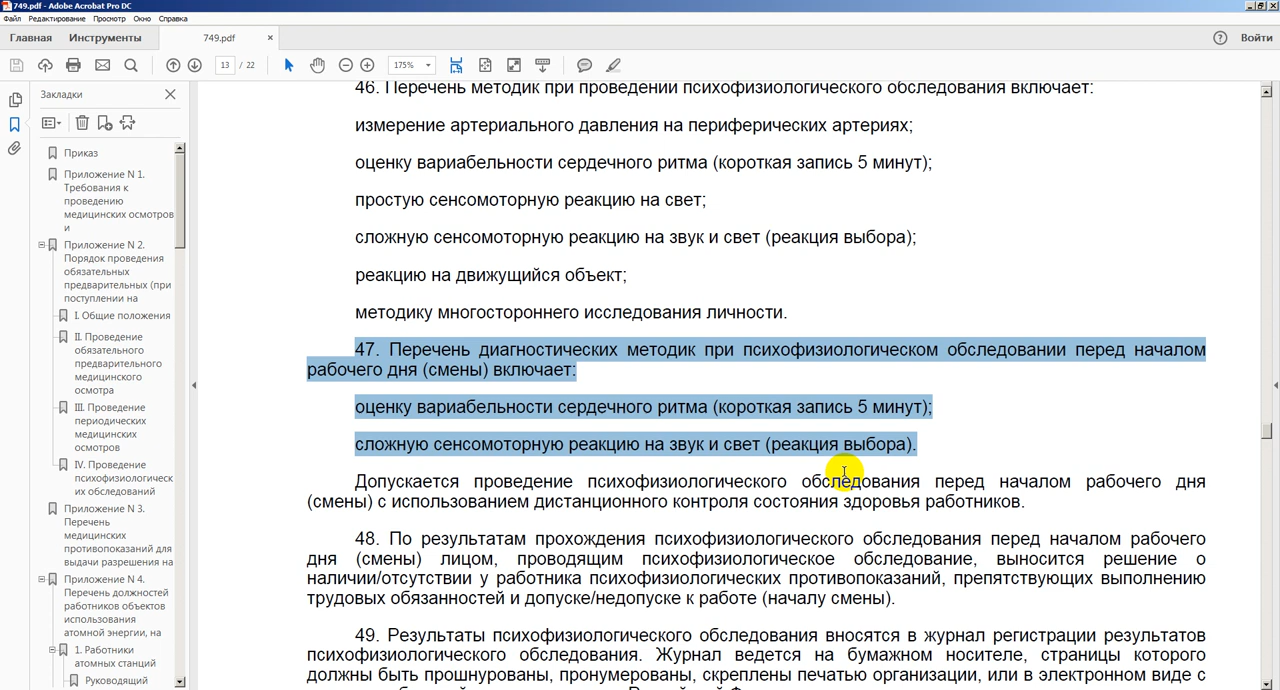 749.pdf - Adobe Acrobat Pro DC
Файл Редактирование Просмотр Окно Справка
Главная Инструменты 749.pdf × Войти
13 / 22 175%
Закладки
Приказ
Приложение N 1.
Требования к
проведению
медицинских осмотров
и
Приложение N 2.
Порядок проведения
обязательных
предварительных (при
поступлении на
I. Общие положения
II. Проведение
обязательного
предварительного
медицинского
осмотра
III. Проведение
периодических
медицинских
осмотров
IV. Проведение
психофизиологическ
их обследований
Приложение N 3.
Перечень
медицинских
противопоказаний для
выдачи разрешения на
Приложение N 4.
Перечень должностей
работников объектов
использования
атомной энергии, на
1. Работники
атомных станций
Руководящий
46. Перечень методик при проведении психофизиологического обследования включает:
измерение артериального давления на периферических артериях;
оценку вариабельности сердечного ритма (короткая запись 5 минут);
простую сенсомоторную реакцию на свет;
сложную сенсомоторную реакцию на звук и свет (реакция выбора);
реакцию на движущийся объект;
методику многостороннего исследования личности.
47. Перечень диагностических методик при психофизиологическом обследовании перед началом
рабочего дня (смены) включает:
оценку вариабельности сердечного ритма (короткая запись 5 минут);
сложную сенсомоторную реакцию на звук и свет (реакция выбора).
Допускается проведение психофизиологического обследования перед началом рабочего дня
(смены) с использованием дистанционного контроля состояния здоровья работников.
48. По результатам прохождения психофизиологического обследования перед началом рабочего
дня (смены) лицом, проводящим психофизиологическое обследование, выносится решение о
наличии/отсутствии у работника психофизиологических противопоказаний, препятствующих выполнению
трудовых обязанностей и допуске/недопуске к работе (началу смены).
49. Результаты психофизиологического обследования вносятся в журнал регистрации результатов
психофизиологического обследования. Журнал ведется на бумажном носителе, страницы которого
должны быть прошнурованы, пронумерованы, скреплены печатью организации, или в электронном виде с